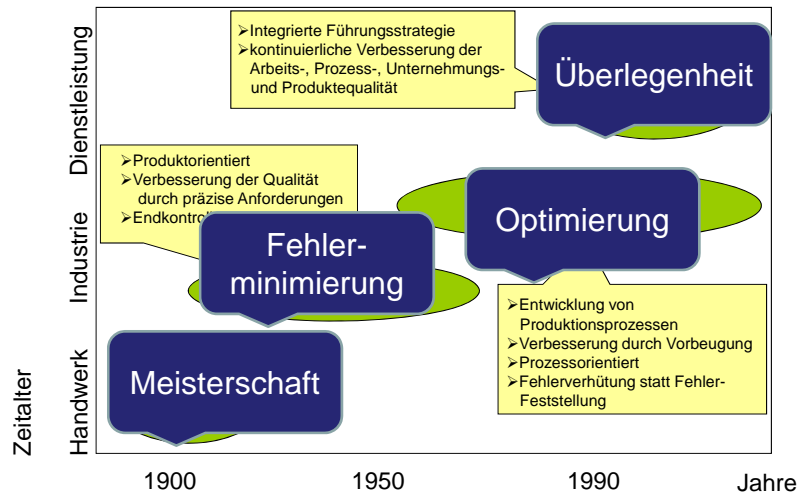 ➢Integrierte Führungsstrategie
➢kontinuierliche Verbesserung der
Arbeits-, Prozess-, Unternehmungs-
und Produktequalität
Überlegenheit
➢Produktorientiert
➢Verbesserung der Qualität
durch präzise Anforderungen
Fehler-
minimierung
Optimierung
➢Entwicklung von
Produktionsprozessen
➢Verbesserung durch Vorbeugung
➢Prozessorientiert
➢Fehlerverhütung statt Fehler-
Feststellung
Meisterschaft
Dienstleistung
Industrie
Handwerk
Zeitalter
1900
1950
1990
Jahre